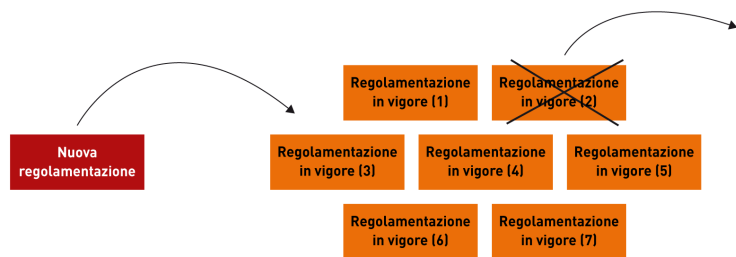 Regolamentazione
in vigore (1)
Regolamentazione
in vigore (2)
Nuova
regolamentazione
Regolamentazione
in vigore (3)
Regolamentazione
in vigore (4)
Regolamentazione
in vigore (5)
Regolamentazione
in vigore (6)
Regolamentazione
in vigore (7)